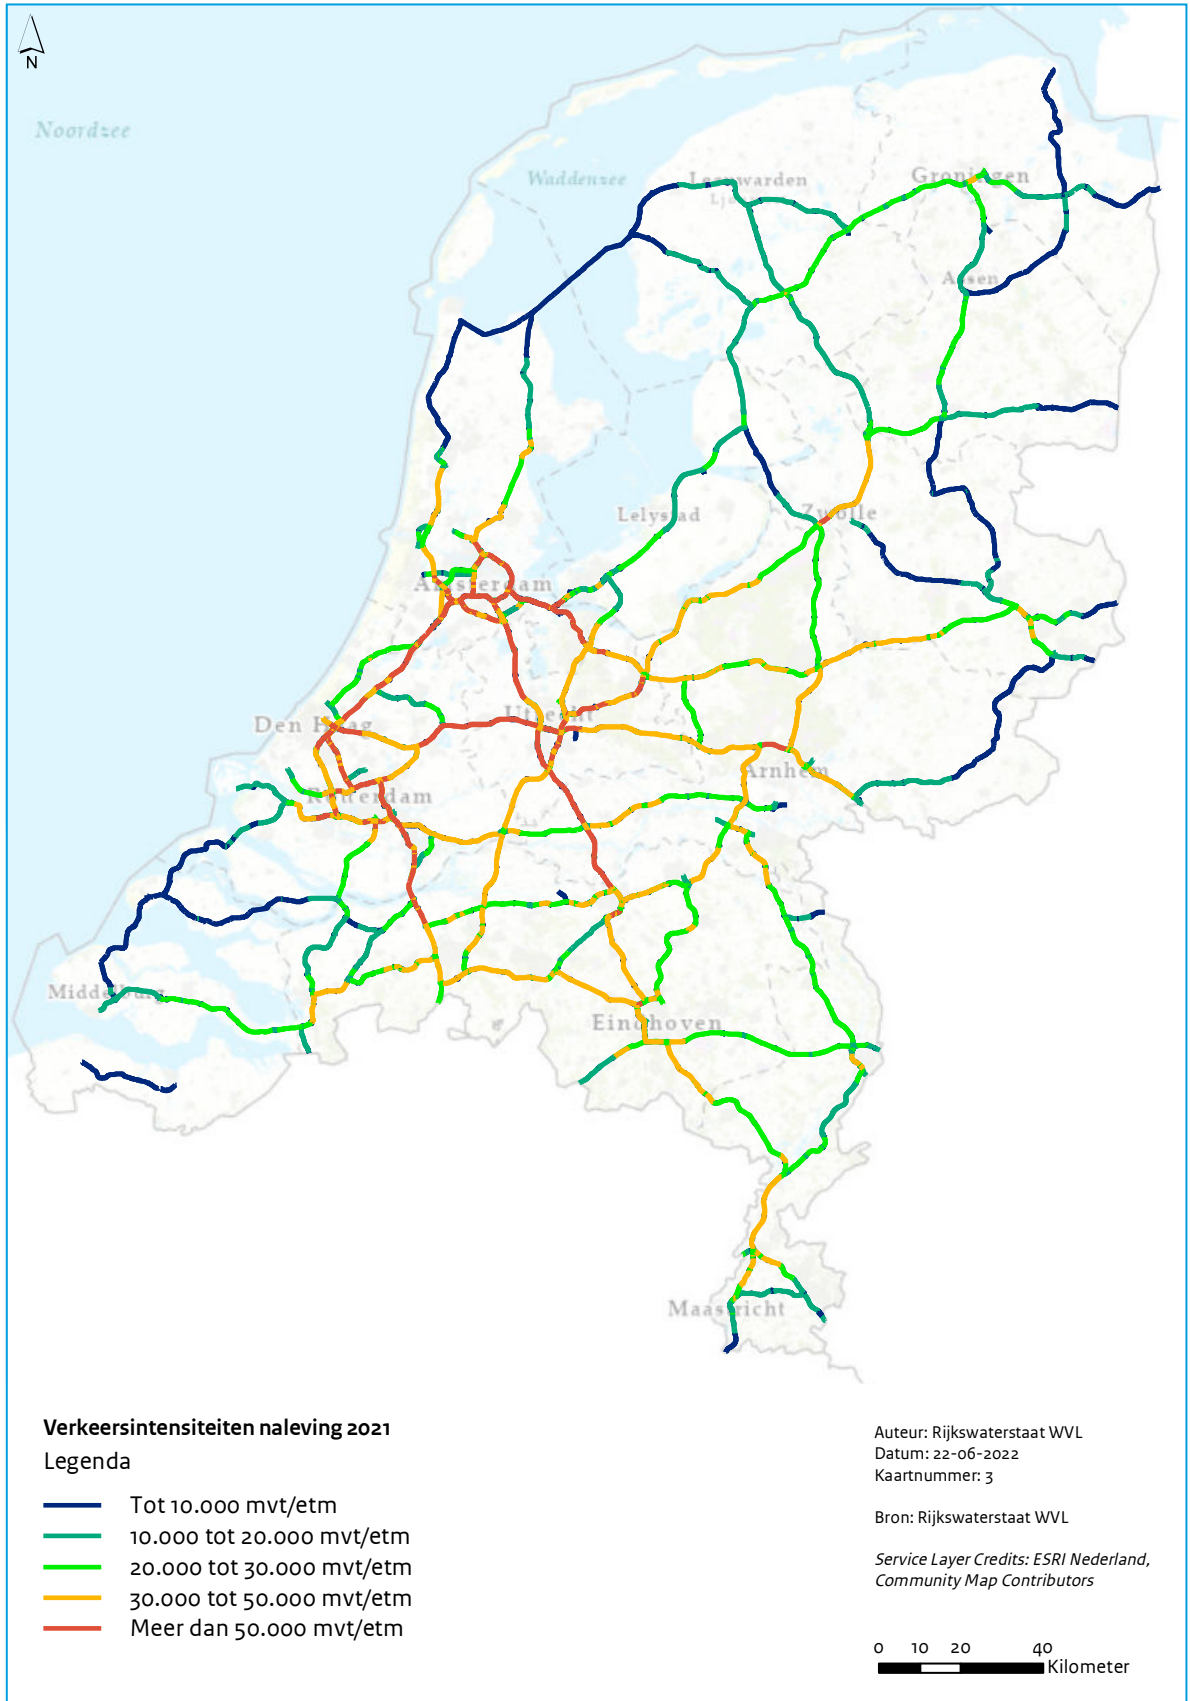 N
Noordzee
Waddenzee
Leeuwarden
Groningen
Assen
Lelystad
Zwolle
Amsterdam
Den Haag
Utrecht
Arnhem
Rotterdam
Middelburg
Eindhoven
Maastricht
Verkeersintensiteiten naleving 2021
Legenda
Tot 10.000 mvt/etm
10.000 tot 20.000 mvt/etm
20.000 tot 30.000 mvt/etm
30.000 tot 50.000 mvt/etm
Meer dan 50.000 mvt/etm
Auteur: Rijkswaterstaat WVL
Datum: 22-06-2022
Kaartnummer: 3
Bron: Rijkswaterstaat WVL
Service Layer Credits: ESRI Nederland,
Community Map Contributors
0 10 20 40
Kilometer